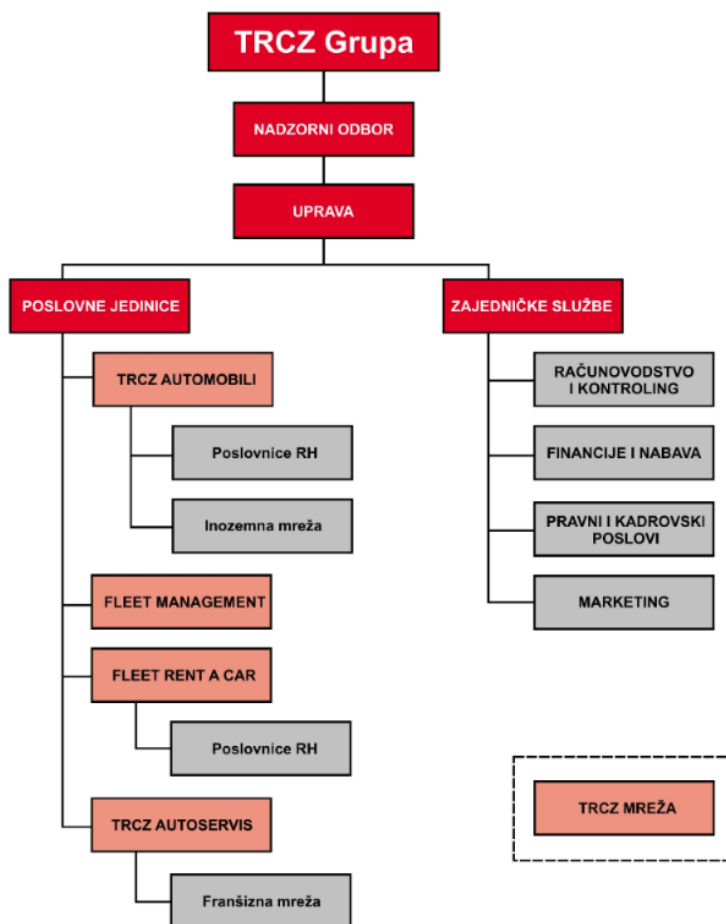 TRCZ Grupa
NADZORNI ODBOR
UPRAVA
POSLOVNE JEDINICE
TRCZ AUTOMOBILI
Poslovnice RH
Inozemna mreža
FLEET MANAGEMENT
FLEET RENT A CAR
Poslovnice RH
TRCZ AUTOSERVIS
Franšizna mreža
ZAJEDNIČKE SLUŽBE
RAČUNOVODSTVO
I KONTROLING
FINANCIJE I NABAVA
PRAVNI I KADROVSKI
POSLOVI
MARKETING
TRCZ MREŽA